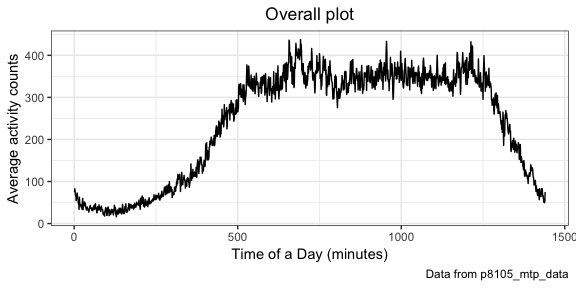 Overall plot
Average activity counts
400
300
200
100
0
0 500 1000 1500
Time of a Day (minutes)
Data from p8105_mtp_data